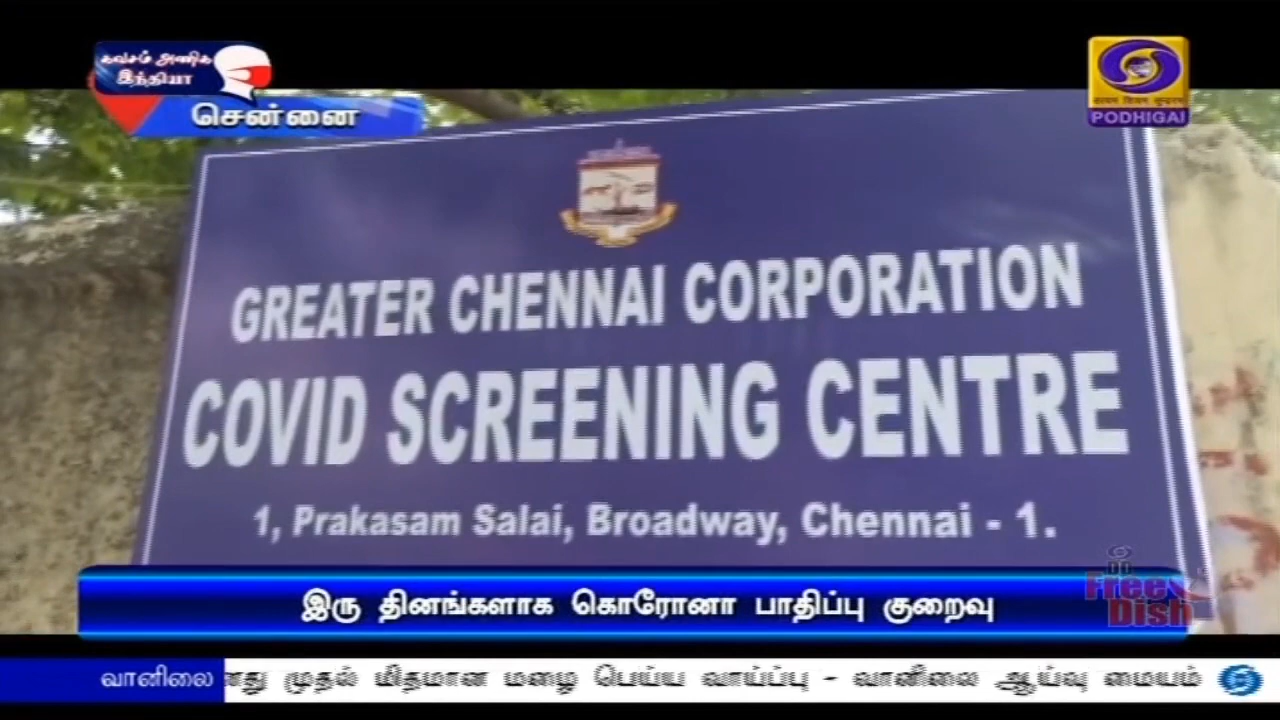 கவசம் அணிக
இந்தியா
சென்னை
PODHIGAI
GREATER CHENNAI CORPORATION
COVID SCREENING CENTRE
1, Prakasam Salai, Broadway, Chennai - 1.
DD
Free
Dish
இரு தினங்களாக கொரோனா பாதிப்பு குறைவு
வானிலை முதல் மிதமான மழை பெய்ய வாய்ப்பு - வானிலை ஆய்வு மையம்